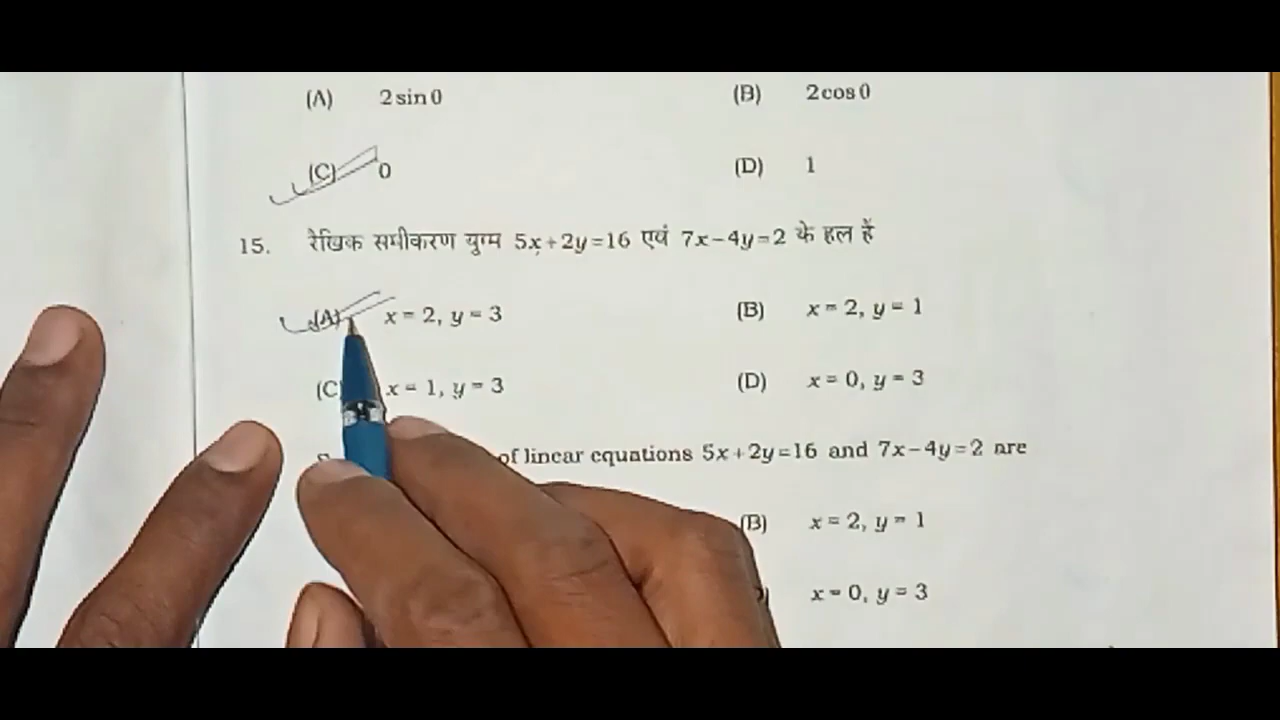 (A) 2 sin θ (B) 2 cos θ
(C) 0 (D) 1
15. रैखिक समीकरण युग्म 5x+2y=16 एवं 7x−4y=2 के हल हैं
(A) x = 2, y = 3 (B) x = 2, y = 1
(C) x = 1, y = 3 (D) x = 0, y = 3
of linear equations 5x+2y=16 and 7x−4y=2 are
(B) x = 2, y = 1
x = 0, y = 3